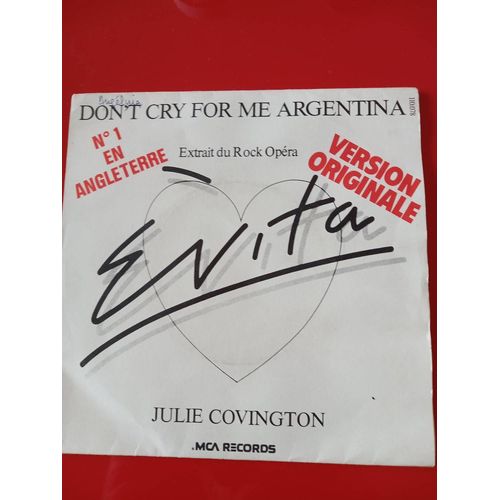 DON'T CRY FOR ME ARGENTINA
N° 1
EN
ANGLETERRE
Extrait du Rock Opéra
VERSION
ORIGINALE
Evita
JULIE COVINGTON
MCA RECORDS